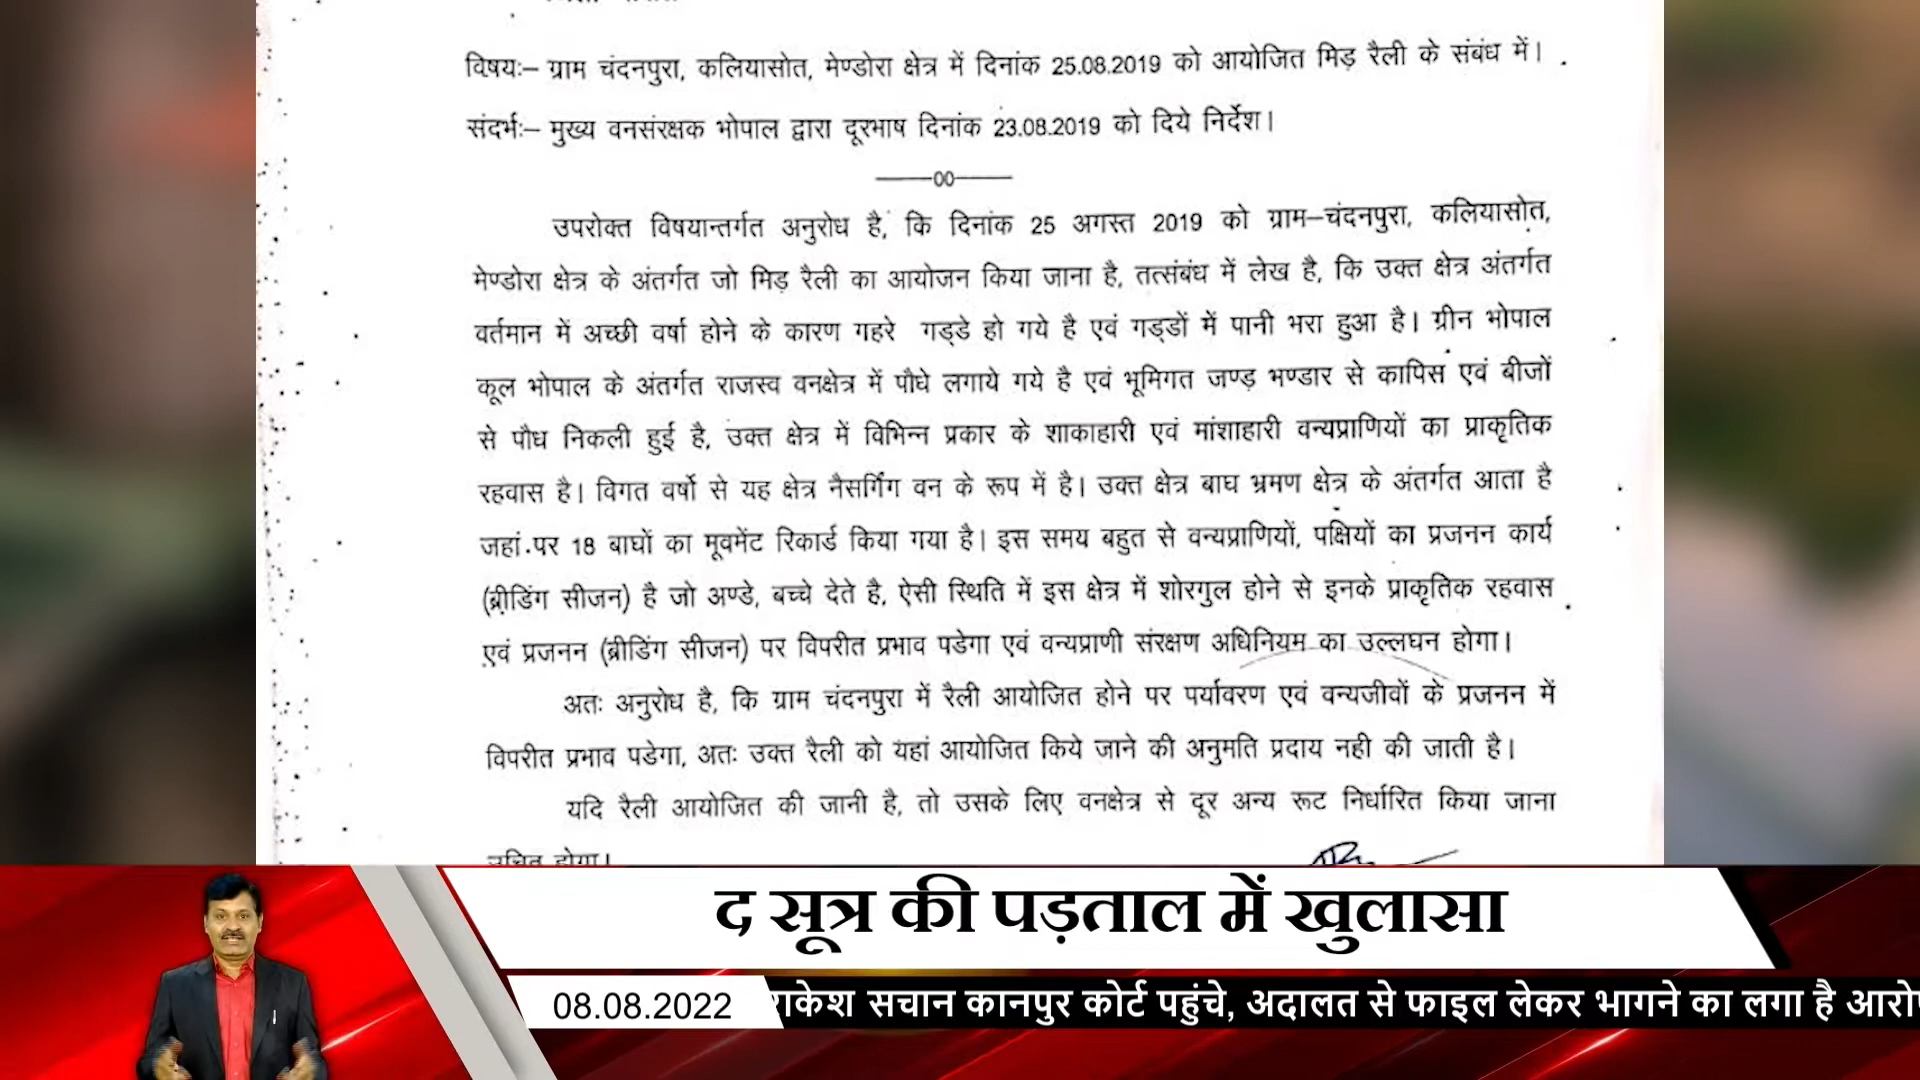 विषयः– ग्राम चंदनपुरा, कलियासोत, मेण्डोरा क्षेत्र में दिनांक 25.08.2019 को आयोजित मिड़ रैली के संबंध में।
संदर्भः– मुख्य वनसंरक्षक भोपाल द्वारा दूरभाष दिनांक 23.08.2019 को दिये निर्देश।
——00——
उपरोक्त विषयान्तर्गत अनुरोध है, कि दिनांक 25 अगस्त 2019 को ग्राम–चंदनपुरा, कलियासोत,
मेण्डोरा क्षेत्र के अंतर्गत जो मिड़ रैली का आयोजन किया जाना है, तत्संबंध में लेख है, कि उक्त क्षेत्र अंतर्गत
वर्तमान में अच्छी वर्षा होने के कारण गहरे गड्डे हो गये है एवं गड्डों में पानी भरा हुआ है। ग्रीन भोपाल
कूल भोपाल के अंतर्गत राजस्व वनक्षेत्र में पौधे लगाये गये है एवं भूमिगत जण्ड़ भण्डार से कापिस एवं बीजों
से पौध निकली हुई है, उक्त क्षेत्र में विभिन्न प्रकार के शाकाहारी एवं मांशाहारी वन्यप्राणियों का प्राकृतिक
रहवास है। विगत वर्षो से यह क्षेत्र नैसर्गिग वन के रूप में है। उक्त क्षेत्र बाघ भ्रमण क्षेत्र के अंतर्गत आता है
जहां पर 18 बाघों का मूवमेंट रिकार्ड किया गया है। इस समय बहुत से वन्यप्राणियों, पक्षियों का प्रजनन कार्य
(ब्रीडिंग सीजन) है जो अण्डे, बच्चे देते है, ऐसी स्थिति में इस क्षेत्र में शोरगुल होने से इनके प्राकृतिक रहवास
एवं प्रजनन (ब्रीडिंग सीजन) पर विपरीत प्रभाव पडेगा एवं वन्यप्राणी संरक्षण अधिनियम का उल्लघन होगा।
अतः अनुरोध है, कि ग्राम चंदनपुरा में रैली आयोजित होने पर पर्यावरण एवं वन्यजीवों के प्रजनन में
विपरीत प्रभाव पडेगा, अतः उक्त रैली को यहां आयोजित किये जाने की अनुमति प्रदाय नही की जाती है।
यदि रैली आयोजित की जानी है, तो उसके लिए वनक्षेत्र से दूर अन्य रूट निर्धारित किया जाना
उचित होगा।
द सूत्र की पड़ताल में खुलासा
08.08.2022 राकेश सचान कानपुर कोर्ट पहुंचे, अदालत से फाइल लेकर भागने का लगा है आरोप